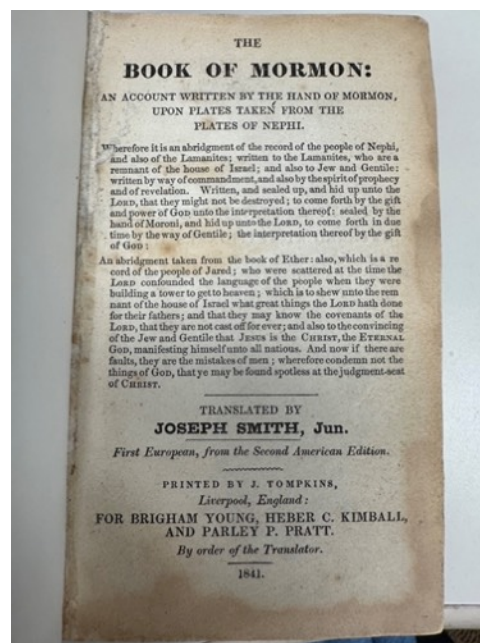 THE
BOOK OF MORMON:
AN ACCOUNT WRITTEN BY THE HAND OF MORMON,
UPON PLATES TAKEN FROM THE
PLATES OF NEPHI.
Wherefore it is an abridgment of the record of the people of Nephi,
and also of the Lamanites; written to the Lamanites, who are a
remnant of the house of Israel; and also to Jew and Gentile:
written by way of commandment, and also by the spirit of prophecy
and of revelation. Written, and sealed up, and hid up unto the
LORD, that they might not be destroyed; to come forth by the gift
and power of GOD unto the interpretation thereof: sealed by the
hand of Moroni, and hid up unto the LORD, to come forth in due
time by the way of Gentile; the interpretation thereof by the gift
of GOD:
An abridgment taken from the book of Ether: also, which is a re
cord of the people of Jared; who were scattered at the time the
LORD confounded the language of the people when they were
building a tower to get to heaven; which is to shew unto the rem
nant of the house of Israel what great things the LORD hath done
for their fathers; and that they may know the covenants of the
LORD, that they are not cast off for ever; and also to the convincing
of the Jew and Gentile that JESUS is the CHRIST, the ETERNAL
GOD, manifesting himself unto all nations. And now if there are
faults, they are the mistakes of men; wherefore condemn not the
things of GOD, that ye may be found spotless at the judgment-seat
of CHRIST.
TRANSLATED BY
JOSEPH SMITH, Jun.
First European, from the Second American Edition.
PRINTED BY J. TOMPKINS,
Liverpool, England:
FOR BRIGHAM YOUNG, HEBER C. KIMBALL,
AND PARLEY P. PRATT.
By order of the Translator.
1841.